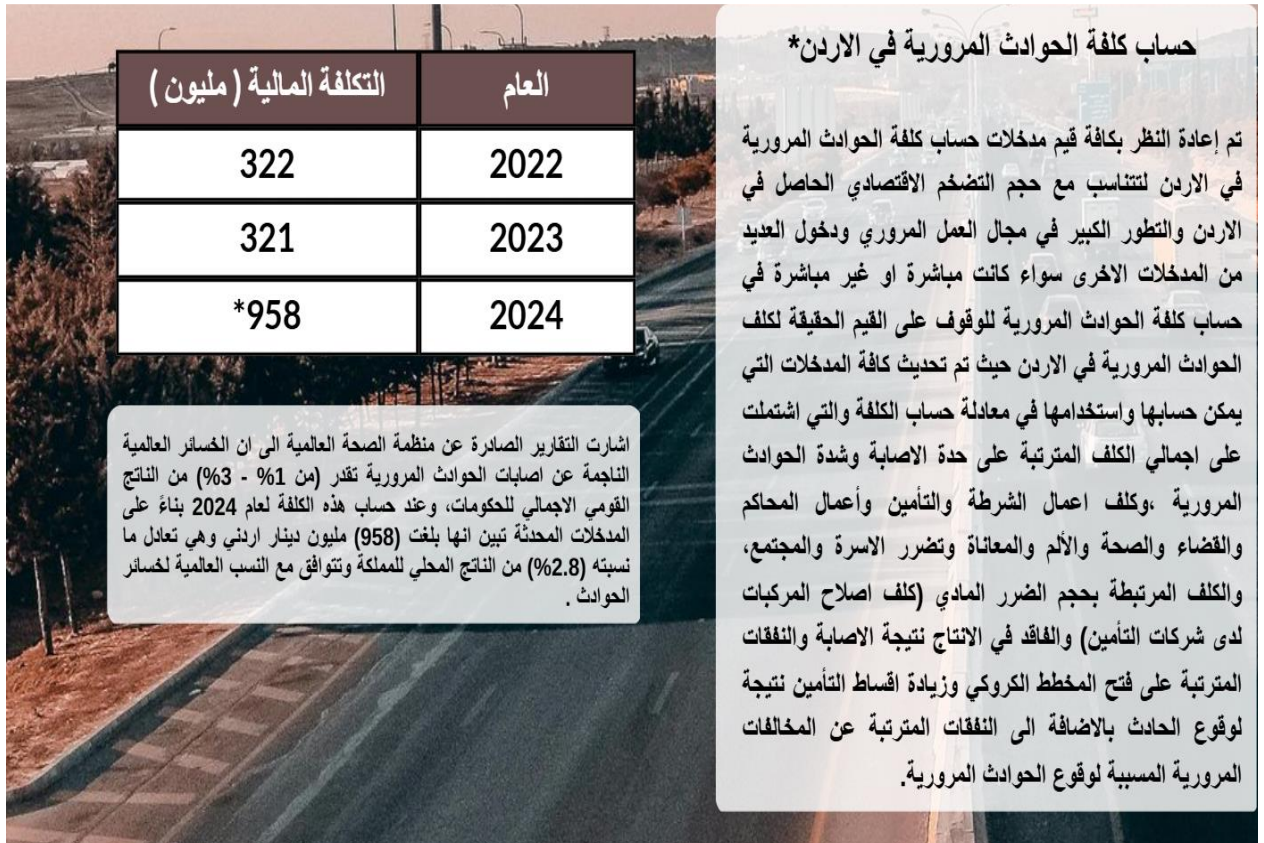 حساب كلفة الحوادث المرورية في الاردن*
تم إعادة النظر بكافة قيم مدخلات حساب كلفة الحوادث المرورية
في الاردن لتتناسب مع حجم التضخم الاقتصادي الحاصل في
الاردن والتطور الكبير في مجال العمل المروري ودخول العديد
من المدخلات الاخرى سواء كانت مباشرة او غير مباشرة في
حساب كلفة الحوادث المرورية للوقوف على القيم الحقيقة لكلف
الحوادث المرورية في الاردن حيث تم تحديث كافة المدخلات التي
يمكن حسابها واستخدامها في معادلة حساب الكلفة والتي اشتملت
على اجمالي الكلف المترتبة على حدة الاصابة وشدة الحوادث
المرورية ،وكلف اعمال الشرطة والتأمين وأعمال المحاكم
والقضاء والصحة والألم والمعاناة وتضرر الاسرة والمجتمع،
والكلف المرتبطة بحجم الضرر المادي (كلف اصلاح المركبات
لدى شركات التأمين) والفاقد في الانتاج نتيجة الاصابة والنفقات
المترتبة على فتح المخطط الكروكي وزيادة اقساط التأمين نتيجة
لوقوع الحادث بالاضافة الى النفقات المترتبة عن المخالفات
المرورية المسببة لوقوع الحوادث المرورية.
العام التكلفة المالية ( مليون )
2022 322
2023 321
2024 958*
اشارت التقارير الصادرة عن منظمة الصحة العالمية الى ان الخسائر العالمية
الناجمة عن اصابات الحوادث المرورية تقدر (من 1% - 3%) من الناتج
القومي الاجمالي للحكومات، وعند حساب هذه الكلفة لعام 2024 بناءً على
المدخلات المحدثة تبين انها بلغت (958) مليون دينار اردني وهي تعادل ما
نسبته (2.8%) من الناتج المحلي للمملكة وتتوافق مع النسب العالمية لخسائر
الحوادث .